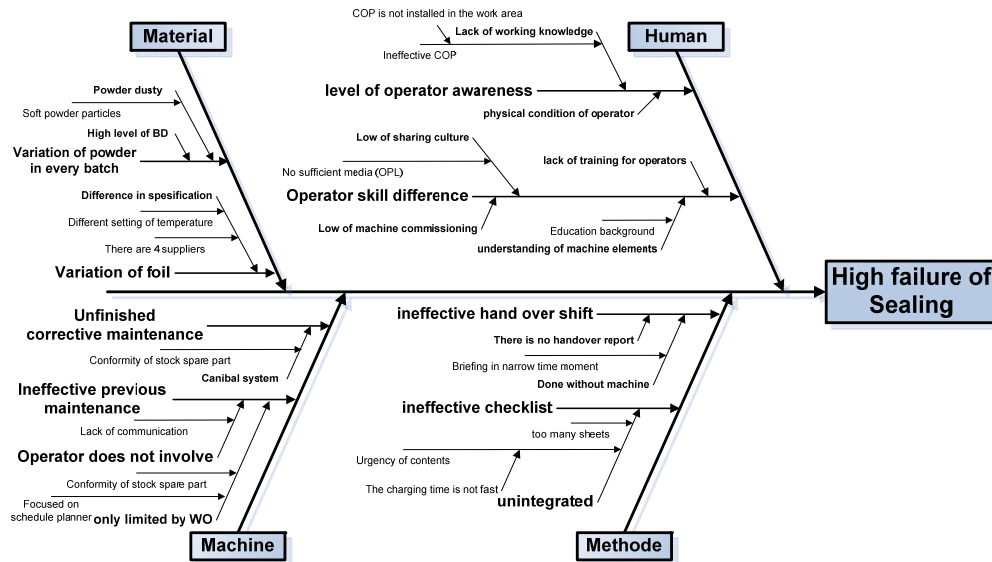 Material
Powder dusty
Soft powder particles
High level of BD
Variation of powder
in every batch
Difference in spesification
Different setting of temperature
There are 4 suppliers
Variation of foil
COP is not installed in the work area
Lack of working knowledge
Ineffective COP
Human
level of operator awareness
physical condition of operator
Low of sharing culture
No sufficient media (OPL)
lack of training for operators
Operator skill difference
Low of machine commissioning
Education background
understanding of machine elements
High failure of
Sealing
Unfinished
corrective maintenance
Conformity of stock spare part
Canibal system
Ineffective previous
maintenance
Lack of communication
Operator does not involve
Conformity of stock spare part
Focused on
schedule planner
only limited by WO
Machine
ineffective hand over shift
There is no handover report
Briefing in narrow time moment
Done without machine
ineffective checklist
too many sheets
Urgency of contents
The charging time is not fast
unintegrated
Methode